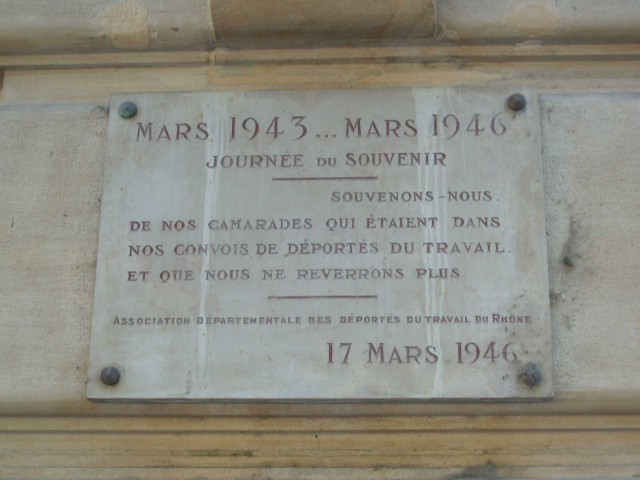 MARS 1943 ... MARS 1946
JOURNÉE DU SOUVENIR
SOUVENONS-NOUS.
DE NOS CAMARADES QUI ÉTAIENT DANS
NOS CONVOIS DE DÉPORTÉS DU TRAVAIL.
ET QUE NOUS NE REVERRONS PLUS
ASSOCIATION DÉPARTEMENTALE DES DÉPORTÉS DU TRAVAIL DU RHÔNE
17 MARS 1946